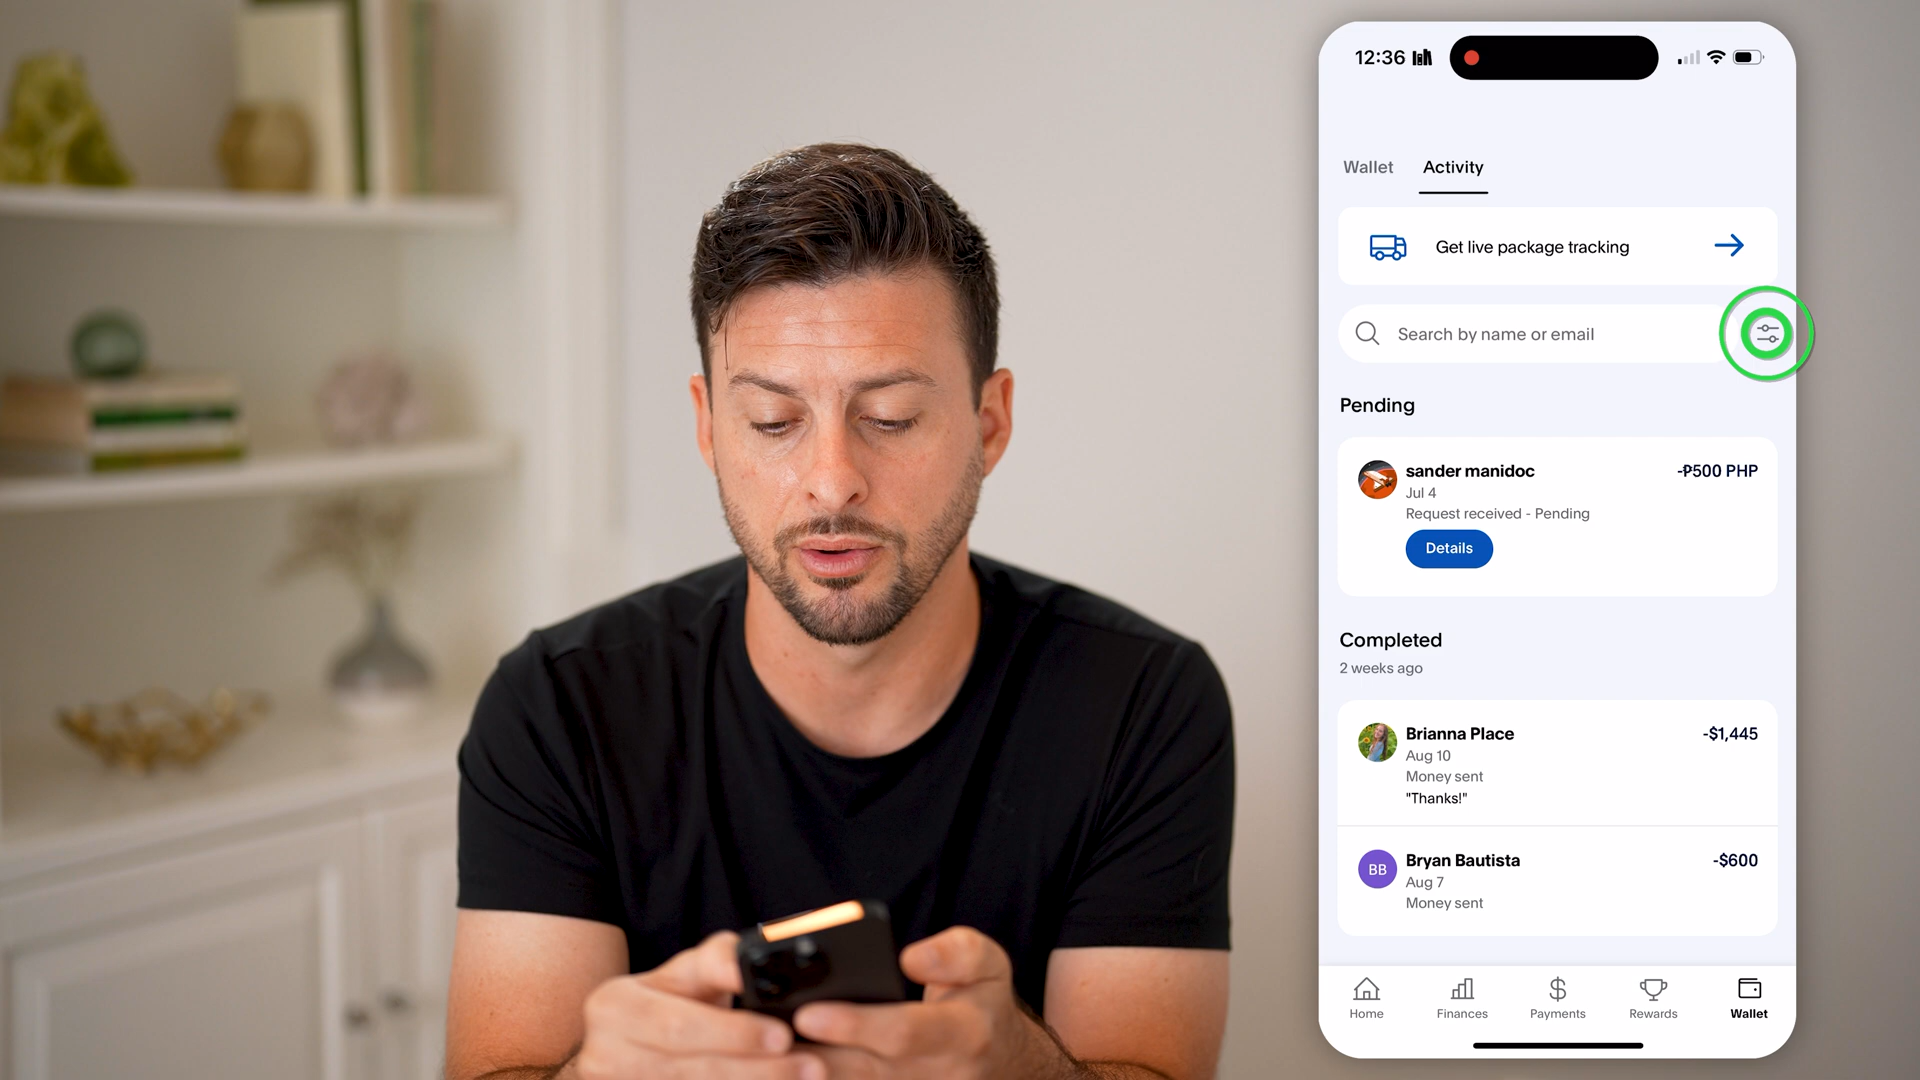 12:36
Wallet Activity
Get live package tracking
Search by name or email
Pending
sander manidoc -₱500 PHP
Jul 4
Request received - Pending
Details
Completed
2 weeks ago
Brianna Place -$1,445
Aug 10
Money sent
"Thanks!"
BB Bryan Bautista -$600
Aug 7
Money sent
Home Finances Payments Rewards Wallet